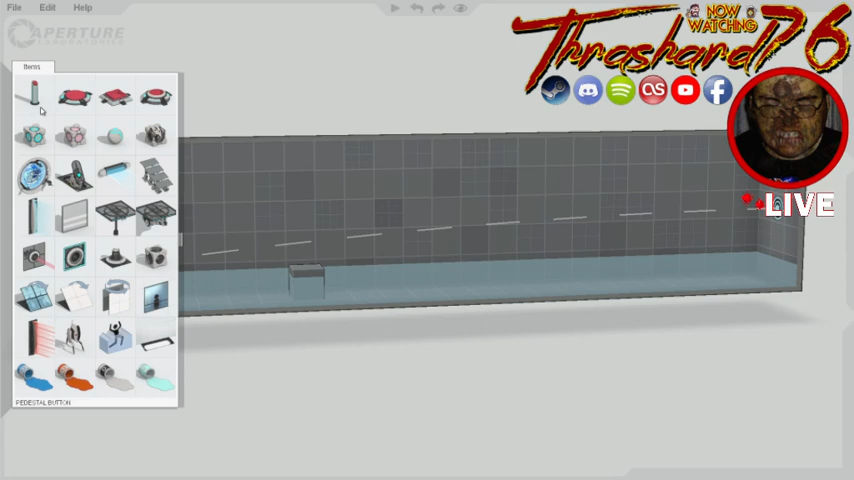 File Edit Help
APERTURE
LABORATORIES
Items
PEDESTAL BUTTON
NOW
WATCHING
Thrashard76
LIVE